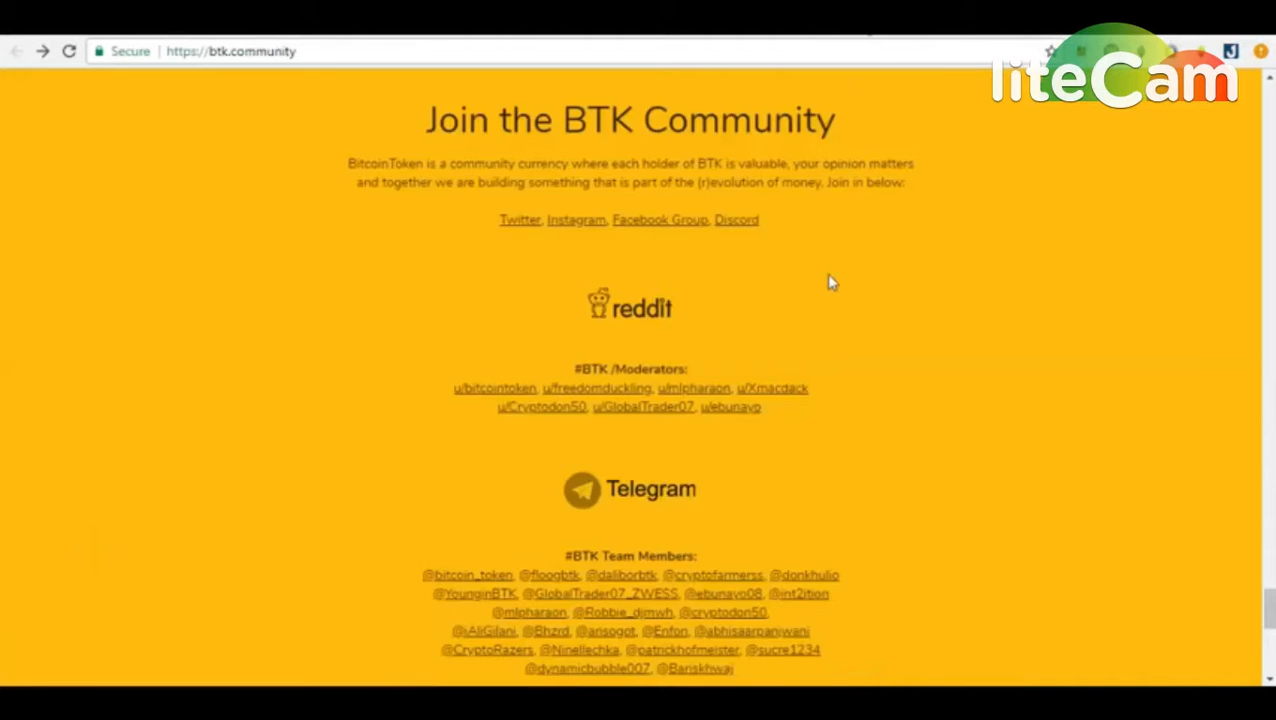 Secure | https://btk.community
liteCam
Join the BTK Community
BitcoinToken is a community currency where each holder of BTK is valuable, your opinion matters
and together we are building something that is part of the (r)evolution of money. Join in below:
Twitter, Instagram, Facebook Group, Discord
reddit
#BTK /Moderators:
u/bitcointoken, u/freedomduckling, u/mlpharaon, u/Xmacdack
u/Cryptodon50, u/GlobalTrader07, u/ebunayo
Telegram
#BTK Team Members:
@bitcoin_token, @floogbtk, @daliborbtk, @cryptofarmerss, @donkhulio
@YounginBTK, @GlobalTrader07_ZWESS, @ebunayo08, @int2ition
@mlpharaon, @Robbie_djmwh, @cryptodon50,
@iAliGilani, @Bhzrd, @arisogot, @Enfon, @abhisaarpanjwani
@CryptoRazers, @Ninellechka, @patrickhofmeister, @sucre1234
@dynamicbubble007, @Bariskhwaj